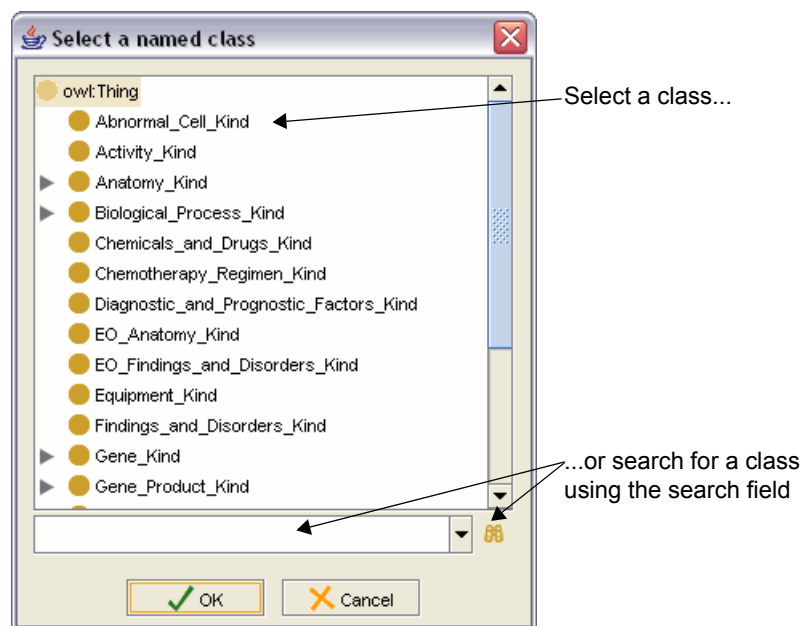 Select a named class
owl:Thing
Abnormal_Cell_Kind
Select a class...
Activity_Kind
Anatomy_Kind
Biological_Process_Kind
Chemicals_and_Drugs_Kind
Chemotherapy_Regimen_Kind
Diagnostic_and_Prognostic_Factors_Kind
EO_Anatomy_Kind
EO_Findings_and_Disorders_Kind
Equipment_Kind
Findings_and_Disorders_Kind
Gene_Kind
Gene_Product_Kind
...or search for a class
using the search field
OK
Cancel